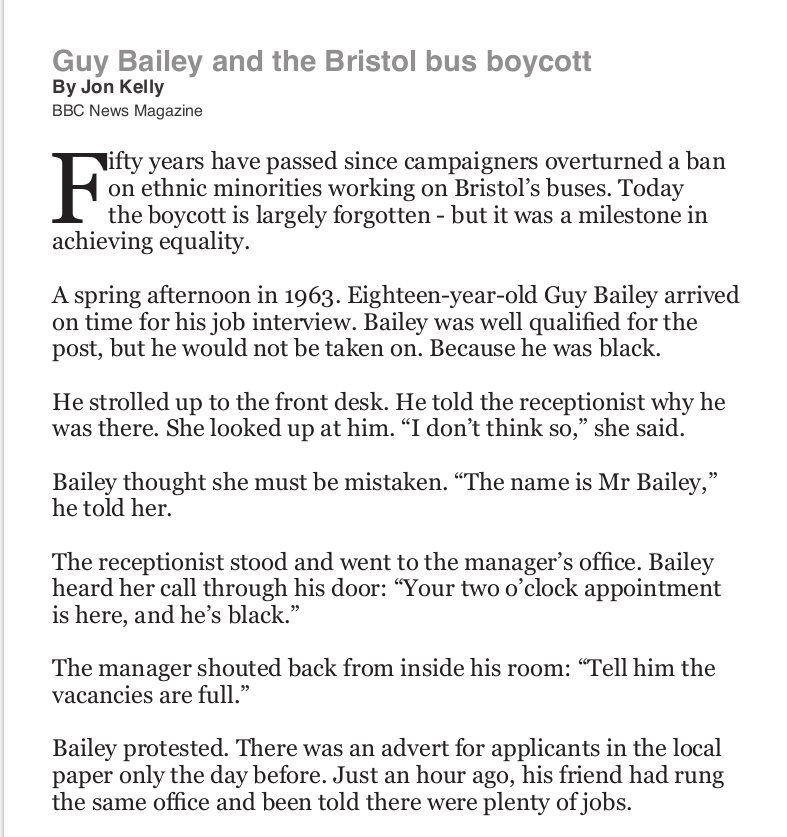 Guy Bailey and the Bristol bus boycott
By Jon Kelly
BBC News Magazine
Fifty years have passed since campaigners overturned a ban
on ethnic minorities working on Bristol’s buses. Today
the boycott is largely forgotten - but it was a milestone in
achieving equality.
A spring afternoon in 1963. Eighteen-year-old Guy Bailey arrived
on time for his job interview. Bailey was well qualified for the
post, but he would not be taken on. Because he was black.
He strolled up to the front desk. He told the receptionist why he
was there. She looked up at him. “I don’t think so,” she said.
Bailey thought she must be mistaken. “The name is Mr Bailey,”
he told her.
The receptionist stood and went to the manager’s office. Bailey
heard her call through his door: “Your two o’clock appointment
is here, and he’s black.”
The manager shouted back from inside his room: “Tell him the
vacancies are full.”
Bailey protested. There was an advert for applicants in the local
paper only the day before. Just an hour ago, his friend had rung
the same office and been told there were plenty of jobs.